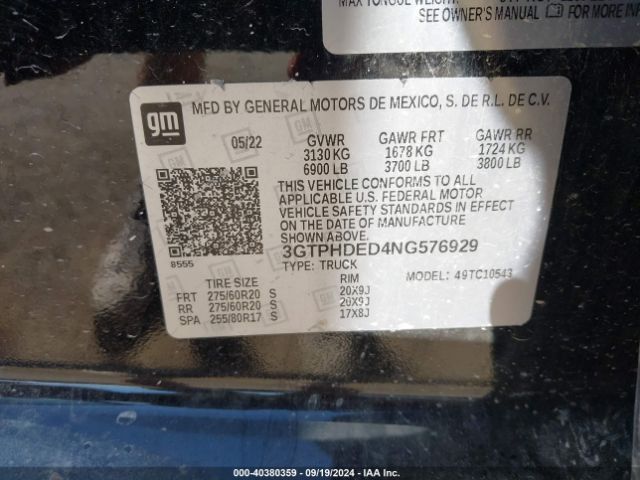 MAX TONGUE WEIGHT:
SEE OWNER'S MANUAL FOR MORE INFOR
gm
MFD BY GENERAL MOTORS DE MEXICO, S. DE R.L. DE C.V.
05/22 GVWR GAWR FRT GAWR RR
3130 KG 1678 KG 1724 KG
6900 LB 3700 LB 3800 LB
THIS VEHICLE CONFORMS TO ALL
APPLICABLE U.S. FEDERAL MOTOR
VEHICLE SAFETY STANDARDS IN EFFECT
ON THE DATE OF MANUFACTURE
SHOWN ABOVE.
8555
3GTPHDED4NG576929
TYPE: TRUCK MODEL: 49TC10543
TIRE SIZE RIM
FRT 275/60R20 S 20X9J
RR 275/60R20 S 20X9J
SPA 255/80R17 S 17X8J
000-40380359 - 09/19/2024 - IAA Inc.